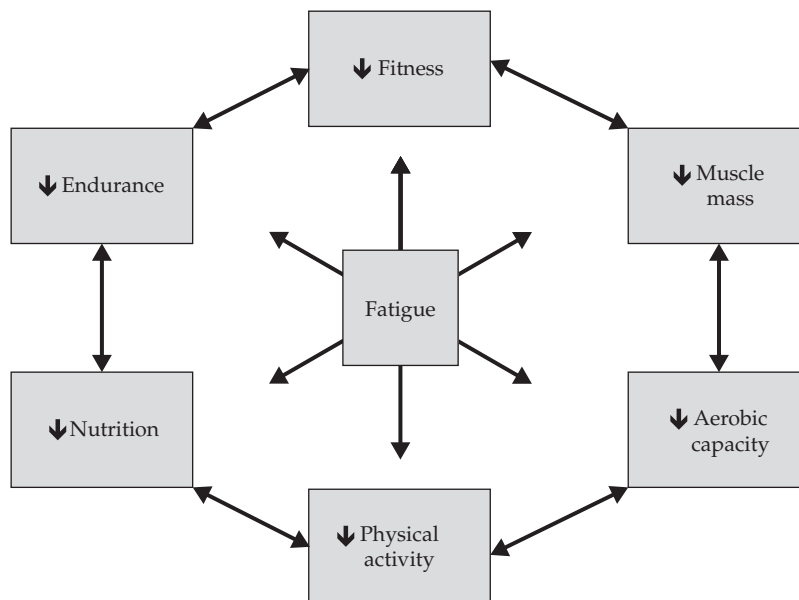 ↓ Fitness
↓ Endurance
↓ Muscle
mass
Fatigue
↓ Nutrition
↓ Aerobic
capacity
↓ Physical
activity